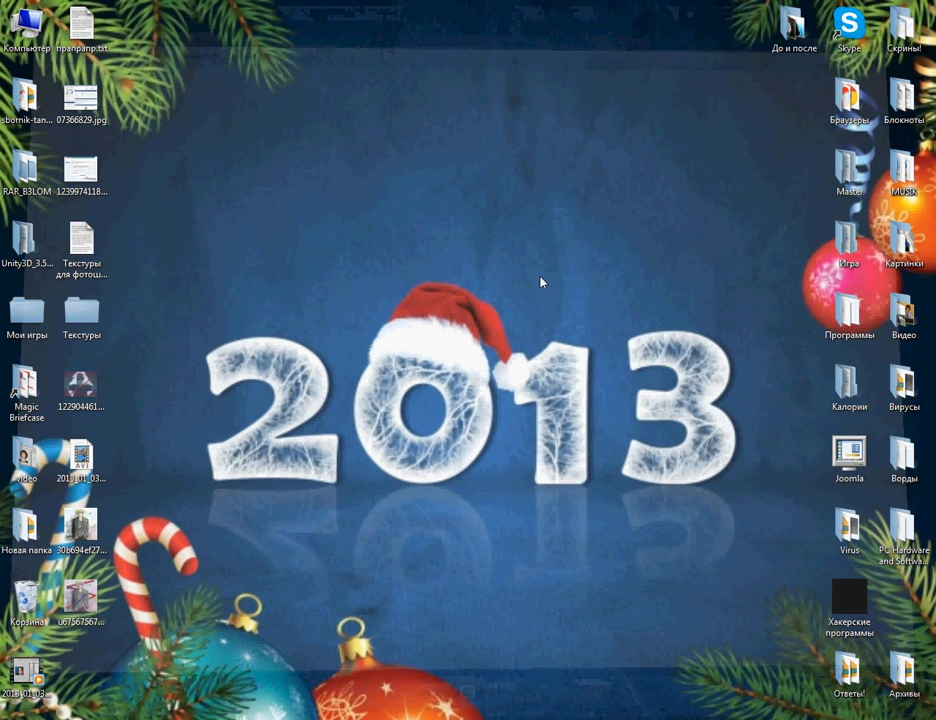 Компьютер
прапрапр.txt
До и после
Skype
Скрины!
sbornik-tan...
07366829.jpg
Браузеры
Блокноты
RAR_B3LOM
1239974118...
Master
MUSIK
Unity3D_3.5...
Текстуры
для фотош...
Игра
Картинки
Мои игры
Текстуры
Программы
Видео
Magic
Briefcase
122904461...
Калории
Вирусы
2013
video
AVI
2013_01_03...
Joomla
Ворды
Новая папка
30b694ef27...
Virus
PC Hardware
and Softwa...
Корзина
u67567567...
Хакерские
программы
2013_01_03...
Ответы!
Архивы